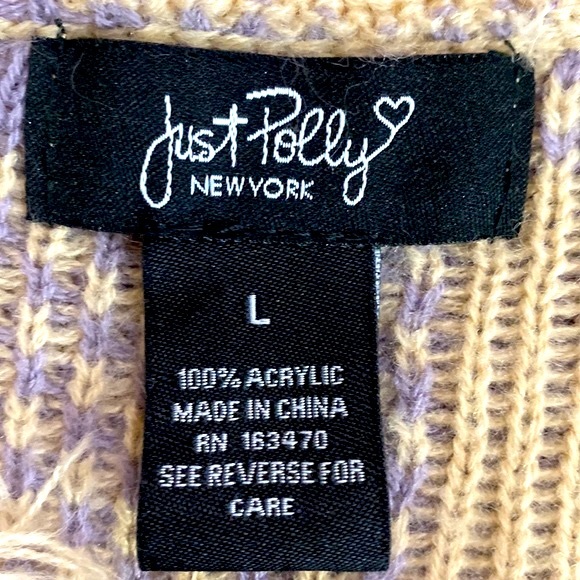 Just Polly
NEW YORK
L
100% ACRYLIC
MADE IN CHINA
RN 163470
SEE REVERSE FOR
CARE